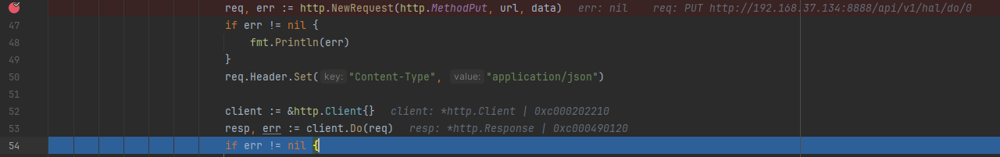 req, err := http.NewRequest(http.MethodPut, url, data)   err: nil    req: PUT http://192.168.37.134:8888/api/v1/hal/do/0
47 if err != nil {
48     fmt.Println(err)
49 }
50 req.Header.Set( key: "Content-Type", value: "application/json")
51
52 client := &http.Client{}   client: *http.Client | 0xc000202210
53 resp, err := client.Do(req)   resp: *http.Response | 0xc000490120
54 if err != nil {